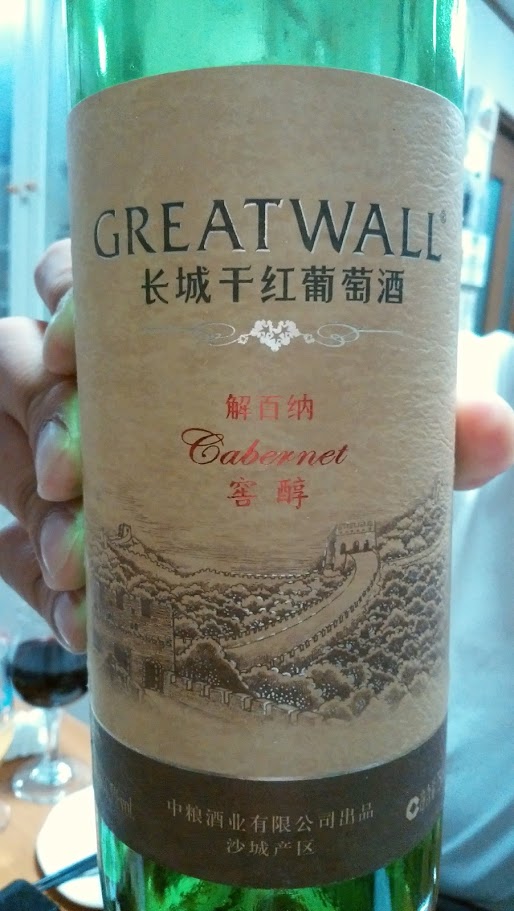 GREATWALL®
长城干红葡萄酒
解百纳
Cabernet
窖 醇
中粮酒业有限公司出品
沙城产区